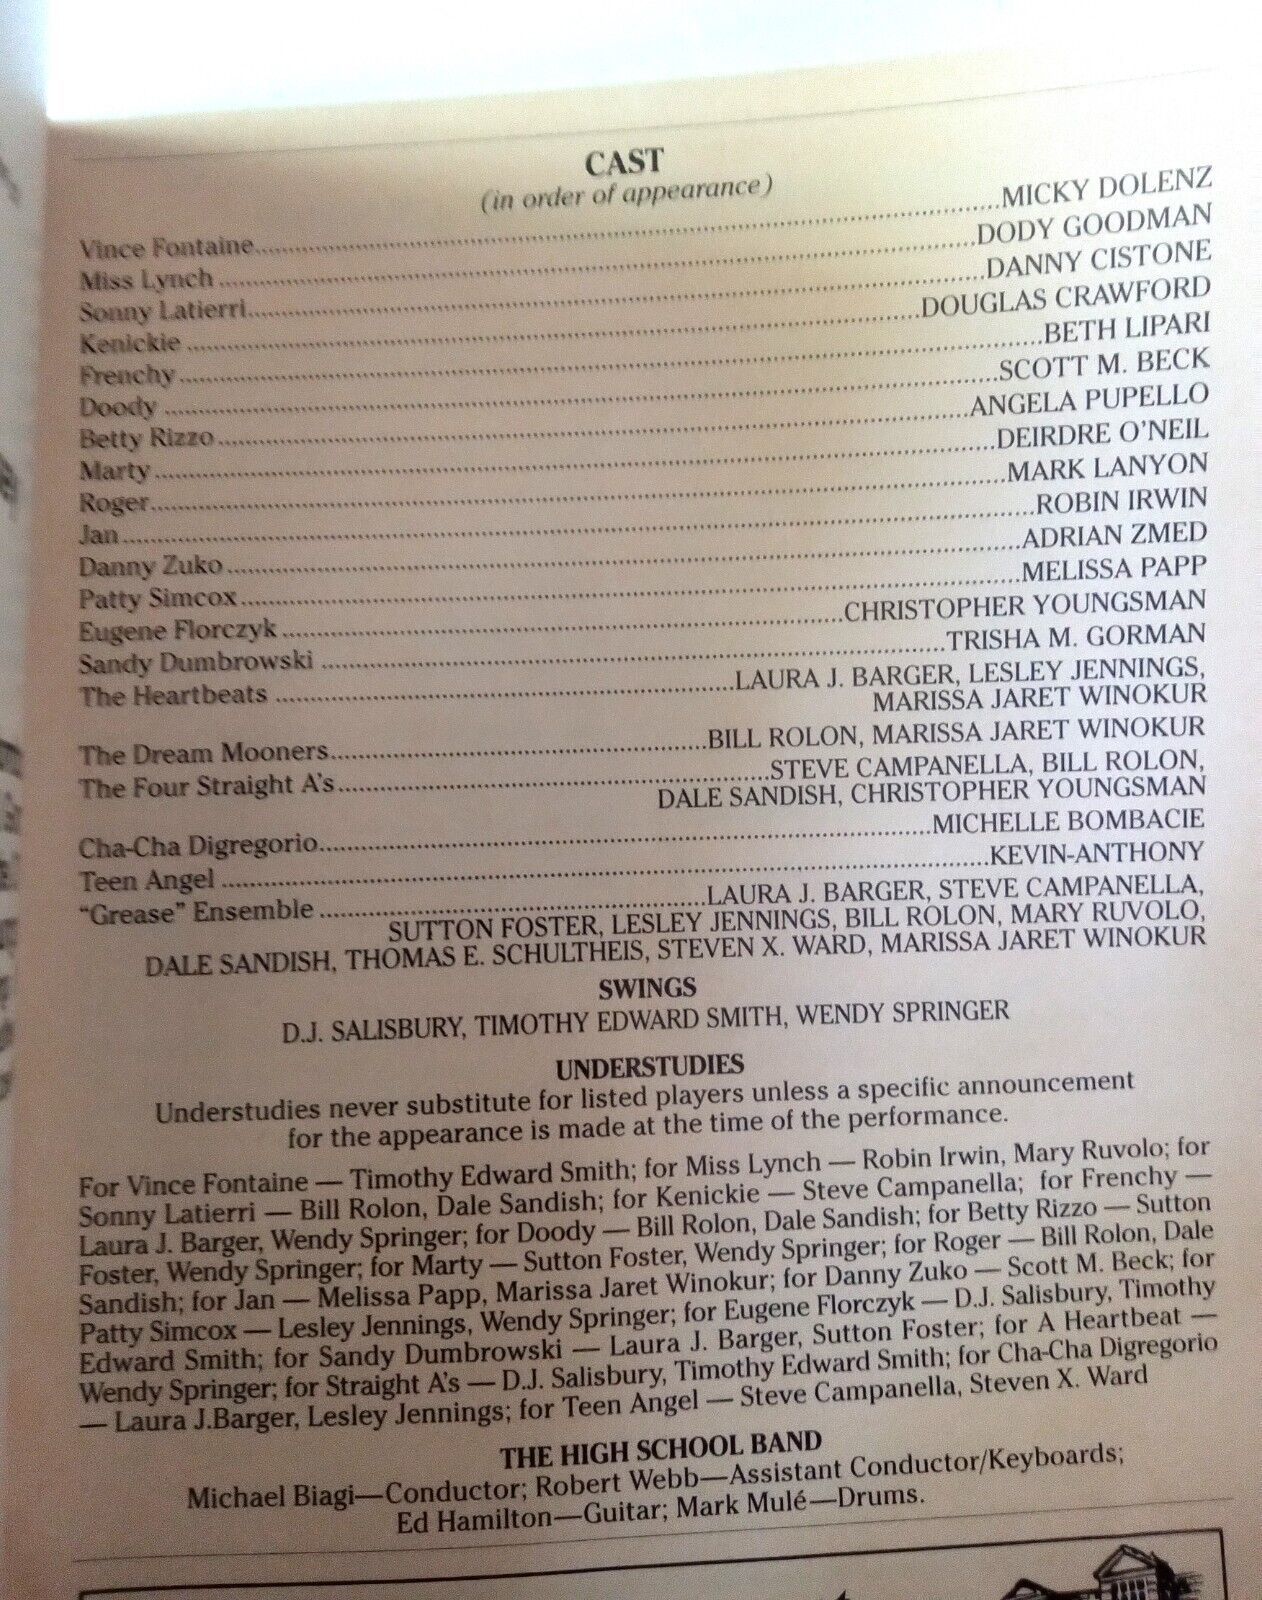 CAST
(in order of appearance)
Vince Fontaine....................MICKY DOLENZ
Miss Lynch....................DODY GOODMAN
Sonny Latierri....................DANNY CISTONE
Kenickie....................DOUGLAS CRAWFORD
Frenchy....................BETH LIPARI
Doody....................SCOTT M. BECK
Betty Rizzo....................ANGELA PUPELLO
Marty....................DEIRDRE O'NEIL
Roger....................MARK LANYON
Jan....................ROBIN IRWIN
Danny Zuko....................ADRIAN ZMED
Patty Simcox....................MELISSA PAPP
Eugene Florczyk....................CHRISTOPHER YOUNGSMAN
Sandy Dumbrowski....................TRISHA M. GORMAN
The Heartbeats....................LAURA J. BARGER, LESLEY JENNINGS,
MARISSA JARET WINOKUR
The Dream Mooners....................BILL ROLON, MARISSA JARET WINOKUR
The Four Straight A's....................STEVE CAMPANELLA, BILL ROLON,
DALE SANDISH, CHRISTOPHER YOUNGSMAN
Cha-Cha Digregorio....................MICHELLE BOMBACIE
Teen Angel....................KEVIN-ANTHONY
"Grease" Ensemble....................LAURA J. BARGER, STEVE CAMPANELLA,
SUTTON FOSTER, LESLEY JENNINGS, BILL ROLON, MARY RUVOLO,
DALE SANDISH, THOMAS E. SCHULTHEIS, STEVEN X. WARD, MARISSA JARET WINOKUR
SWINGS
D.J. SALISBURY, TIMOTHY EDWARD SMITH, WENDY SPRINGER
UNDERSTUDIES
Understudies never substitute for listed players unless a specific announcement
for the appearance is made at the time of the performance.
For Vince Fontaine — Timothy Edward Smith; for Miss Lynch — Robin Irwin, Mary Ruvolo; for
Sonny Latierri — Bill Rolon, Dale Sandish; for Kenickie — Steve Campanella; for Frenchy —
Laura J. Barger, Wendy Springer; for Doody — Bill Rolon, Dale Sandish; for Betty Rizzo — Sutton
Foster, Wendy Springer; for Marty — Sutton Foster, Wendy Springer; for Roger — Bill Rolon, Dale
Sandish; for Jan — Melissa Papp, Marissa Jaret Winokur; for Danny Zuko — Scott M. Beck; for
Patty Simcox — Lesley Jennings, Wendy Springer; for Eugene Florczyk — D.J. Salisbury, Timothy
Edward Smith; for Sandy Dumbrowski — Laura J. Barger, Sutton Foster; for A Heartbeat —
Wendy Springer; for Straight A's — D.J. Salisbury, Timothy Edward Smith; for Cha-Cha Digregorio
— Laura J.Barger, Lesley Jennings; for Teen Angel — Steve Campanella, Steven X. Ward
THE HIGH SCHOOL BAND
Michael Biagi—Conductor; Robert Webb—Assistant Conductor/Keyboards;
Ed Hamilton—Guitar; Mark Mulé—Drums.